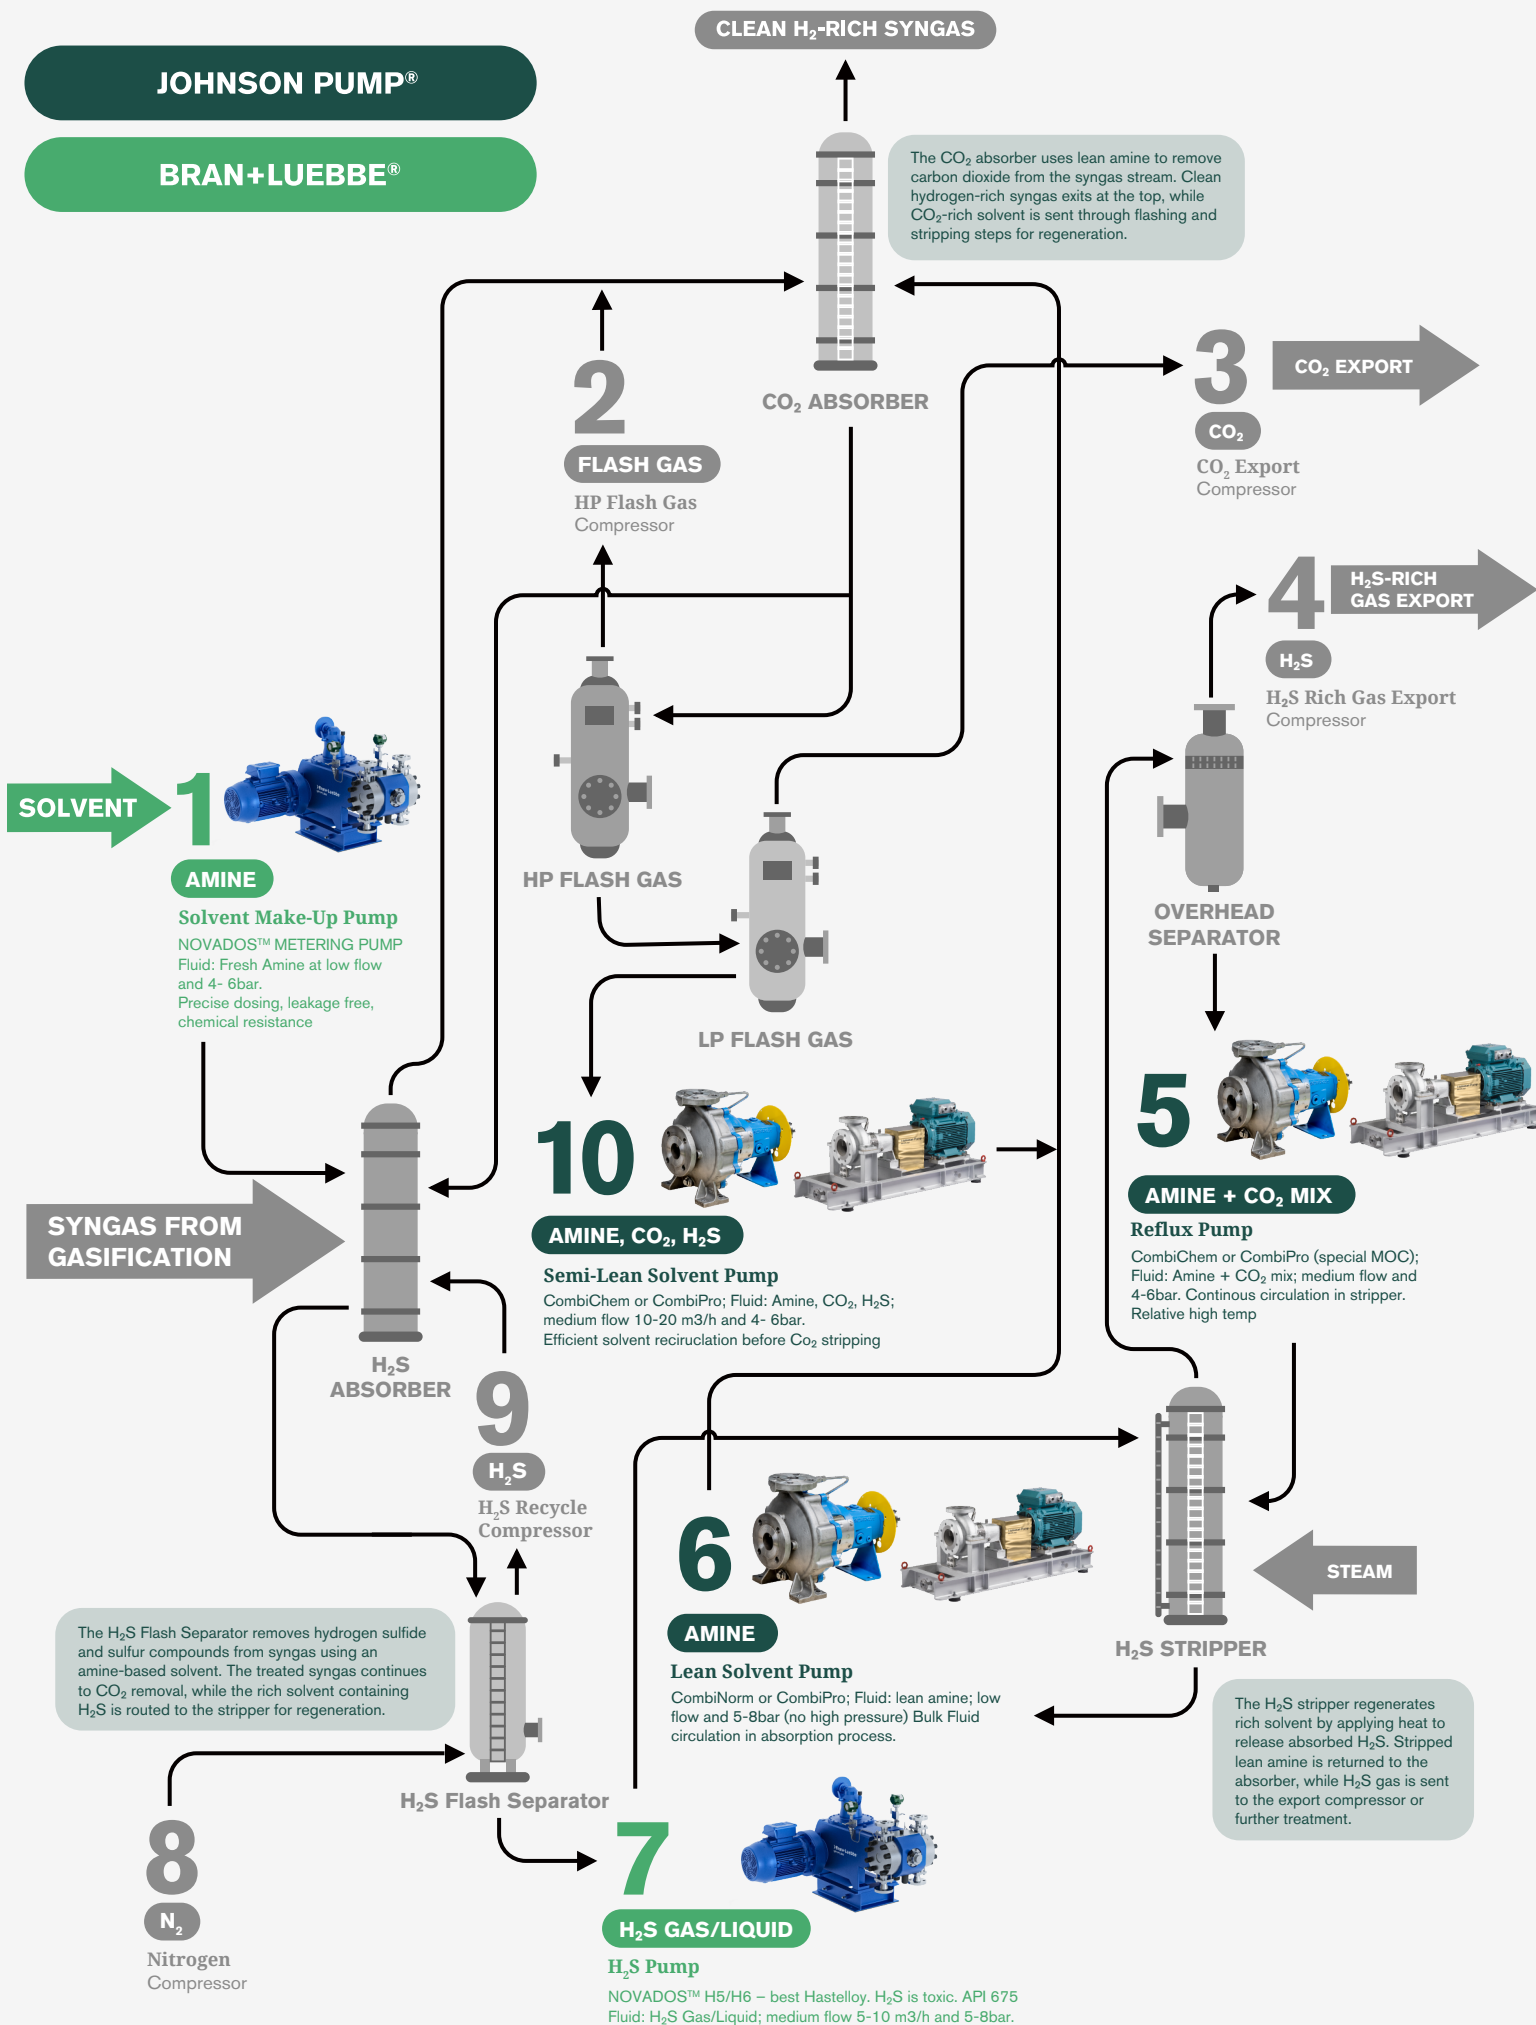 CLEAN H₂-RICH SYNGAS
JOHNSON PUMP®
BRAN+LUEBBE®
The CO₂ absorber uses lean amine to remove
carbon dioxide from the syngas stream. Clean
hydrogen-rich syngas exits at the top, while
CO₂-rich solvent is sent through flashing and
stripping steps for regeneration.
CO₂ ABSORBER
2
FLASH GAS
HP Flash Gas
Compressor
3
CO₂ EXPORT
CO₂
CO₂ Export
Compressor
4
H₂S-RICH
GAS EXPORT
H₂S
H₂S Rich Gas Export
Compressor
SOLVENT
1
AMINE
Solvent Make-Up Pump
NOVADOS™ METERING PUMP
Fluid: Fresh Amine at low flow
and 4- 6bar.
Precise dosing, leakage free,
chemical resistance
HP FLASH GAS
LP FLASH GAS
OVERHEAD
SEPARATOR
5
AMINE + CO₂ MIX
Reflux Pump
CombiChem or CombiPro (special MOC);
Fluid: Amine + CO₂ mix; medium flow and
4-6bar. Continous circulation in stripper.
Relative high temp
10
AMINE, CO₂, H₂S
Semi-Lean Solvent Pump
CombiChem or CombiPro; Fluid: Amine, CO₂, H₂S;
medium flow 10-20 m3/h and 4- 6bar.
Efficient solvent reciruclation before Co₂ stripping
SYNGAS FROM
GASIFICATION
H₂S
ABSORBER
9
H₂S
H₂S Recycle
Compressor
6
AMINE
Lean Solvent Pump
CombiNorm or CombiPro; Fluid: lean amine; low
flow and 5-8bar (no high pressure) Bulk Fluid
circulation in absorption process.
STEAM
H₂S STRIPPER
The H₂S stripper regenerates
rich solvent by applying heat to
release absorbed H₂S. Stripped
lean amine is returned to the
absorber, while H₂S gas is sent
to the export compressor or
further treatment.
The H₂S Flash Separator removes hydrogen sulfide
and sulfur compounds from syngas using an
amine-based solvent. The treated syngas continues
to CO₂ removal, while the rich solvent containing
H₂S is routed to the stripper for regeneration.
H₂S Flash Separator
8
N₂
Nitrogen
Compressor
7
H₂S GAS/LIQUID
H₂S Pump
NOVADOS™ H5/H6 – best Hastelloy. H₂S is toxic. API 675
Fluid: H₂S Gas/Liquid; medium flow 5-10 m3/h and 5-8bar.